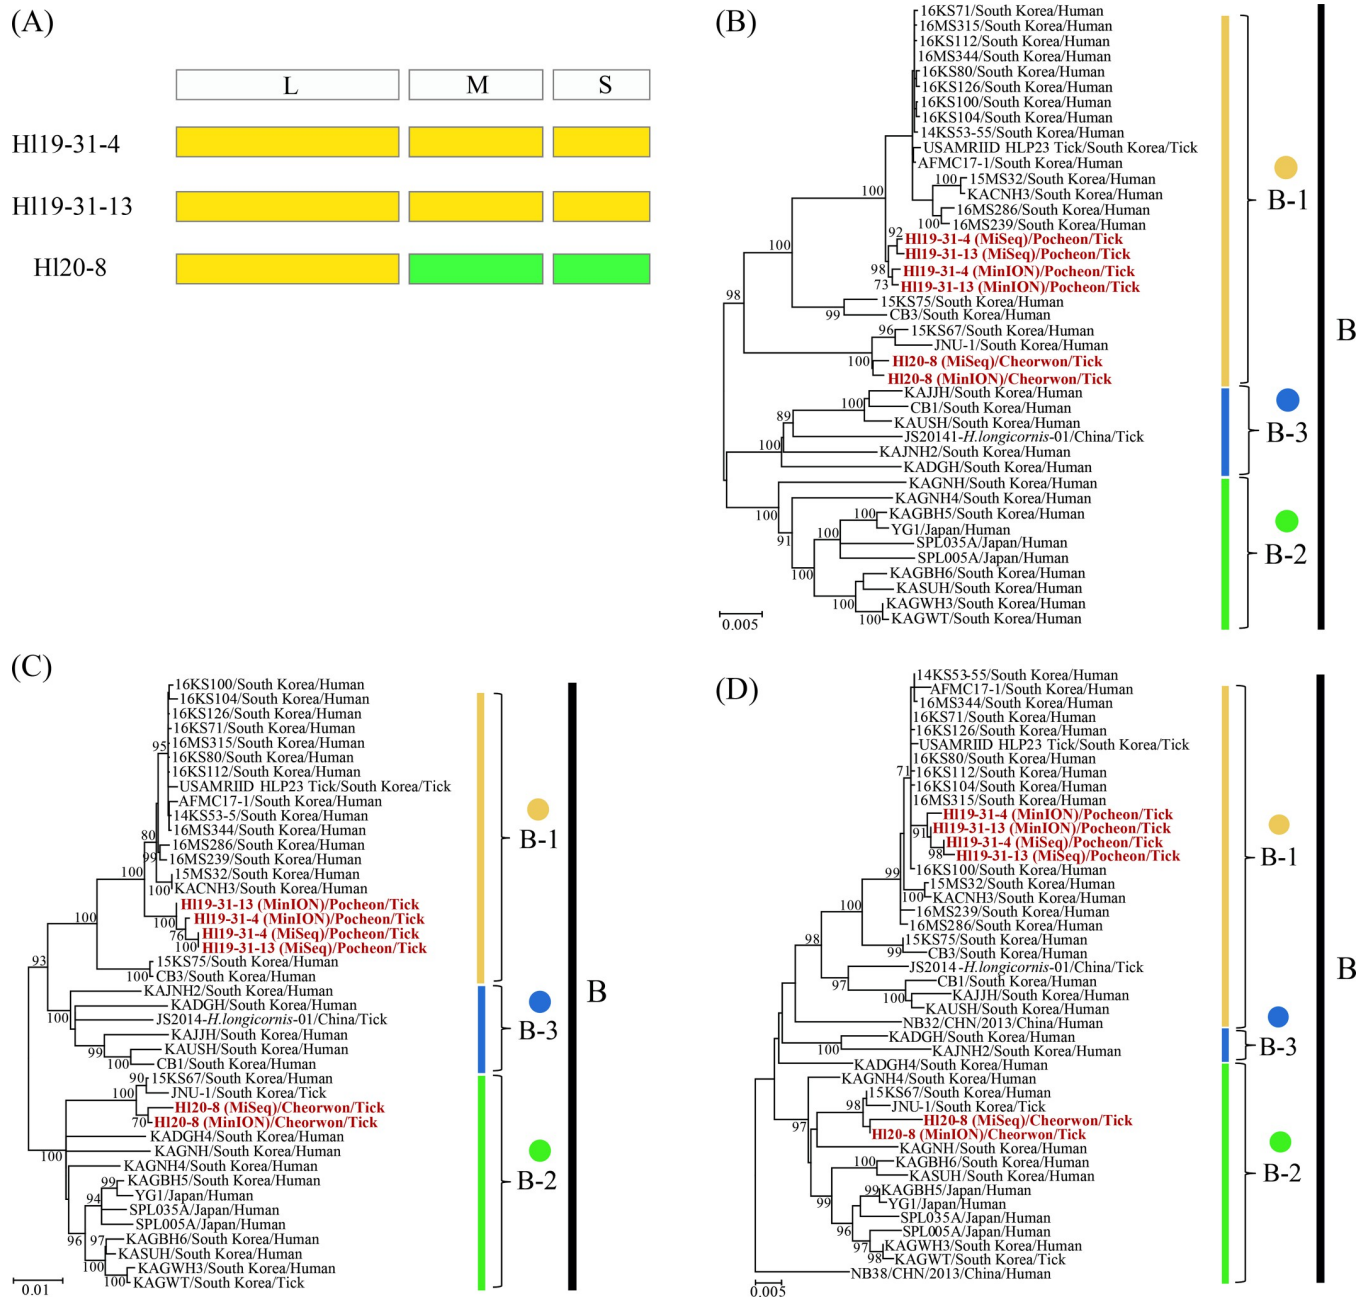 (A)
L M S
Hl19-31-4
Hl19-31-13
Hl20-8
(B)
16KS71/South Korea/Human
16MS315/South Korea/Human
16KS112/South Korea/Human
16MS344/South Korea/Human
16KS80/South Korea/Human
16KS126/South Korea/Human
16KS100/South Korea/Human
16KS104/South Korea/Human
14KS53-55/South Korea/Human
USAMRIID HLP23 Tick/South Korea/Tick
AFMC17-1/South Korea/Human
100 15MS32/South Korea/Human
KACNH3/South Korea/Human
16MS286/South Korea/Human
100 16MS239/South Korea/Human
92 Hl19-31-4 (MiSeq)/Pocheon/Tick
Hl19-31-13 (MiSeq)/Pocheon/Tick
98 Hl19-31-4 (MinION)/Pocheon/Tick
73 Hl19-31-13 (MinION)/Pocheon/Tick
15KS75/South Korea/Human
99 CB3/South Korea/Human
96 15KS67/South Korea/Human
JNU-1/South Korea/Human
100 Hl20-8 (MiSeq)/Cheorwon/Tick
Hl20-8 (MinION)/Cheorwon/Tick
KAJJH/South Korea/Human
100 CB1/South Korea/Human
89 KAUSH/South Korea/Human
JS20141-H.longicornis-01/China/Tick
100 KAJNH2/South Korea/Human
KADGH/South Korea/Human
KAGNH/South Korea/Human
KAGNH4/South Korea/Human
100 100 KAGBH5/South Korea/Human
YG1/Japan/Human
91 100 SPL035A/Japan/Human
SPL005A/Japan/Human
100 KAGBH6/South Korea/Human
KASUH/South Korea/Human
100 KAGWH3/South Korea/Human
100 KAGWT/South Korea/Human
100
100
98
0.005
B-1
B-3
B-2
B
(C)
16KS100/South Korea/Human
16KS104/South Korea/Human
16KS126/South Korea/Human
16KS71/South Korea/Human
95 16MS315/South Korea/Human
16KS80/South Korea/Human
16KS112/South Korea/Human
USAMRIID HLP23 Tick/South Korea/Tick
AFMC17-1/South Korea/Human
14KS53-5/South Korea/Human
80 16MS344/South Korea/Human
16MS286/South Korea/Human
99 16MS239/South Korea/Human
100 15MS32/South Korea/Human
100 KACNH3/South Korea/Human
Hl19-31-13 (MinION)/Pocheon/Tick
100 100 Hl19-31-4 (MinION)/Pocheon/Tick
76 Hl19-31-4 (MiSeq)/Pocheon/Tick
100 Hl19-31-13 (MiSeq)/Pocheon/Tick
93 15KS75/South Korea/Human
100 CB3/South Korea/Human
KAJNH2/South Korea/Human
KADGH/South Korea/Human
100 JS2014-H.longicornis-01/China/Tick
KAJJH/South Korea/Human
99 KAUSH/South Korea/Human
100 CB1/South Korea/Human
90 15KS67/South Korea/Human
100 JNU-1/South Korea/Tick
Hl20-8 (MiSeq)/Cheorwon/Tick
70 Hl20-8 (MinION)/Cheorwon/Tick
KADGH4/South Korea/Human
100 KAGNH/South Korea/Human
KAGNH4/South Korea/Human
99 KAGBH5/South Korea/Human
94 YG1/Japan/Human
SPL035A/Japan/Human
SPL005A/Japan/Human
96 97 KAGBH6/South Korea/Human
KASUH/South Korea/Human
100 KAGWH3/South Korea/Human
100 KAGWT/South Korea/Tick
0.01
B-1
B-3
B-2
B
(D)
14KS53-55/South Korea/Human
AFMC17-1/South Korea/Human
16MS344/South Korea/Human
16KS71/South Korea/Human
16KS126/South Korea/Human
USAMRIID HLP23 Tick/South Korea/Tick
16KS80/South Korea/Human
71 16KS112/South Korea/Human
16KS104/South Korea/Human
16MS315/South Korea/Human
Hl19-31-4 (MinION)/Pocheon/Tick
91 Hl19-31-13 (MinION)/Pocheon/Tick
Hl19-31-4 (MiSeq)/Pocheon/Tick
98 Hl19-31-13 (MiSeq)/Pocheon/Tick
99 16KS100/South Korea/Human
15MS32/South Korea/Human
KACNH3/South Korea/Human
100 16MS239/South Korea/Human
16MS286/South Korea/Human
98 15KS75/South Korea/Human
99 CB3/South Korea/Human
JS2014-H.longicornis-01/China/Tick
97 CB1/South Korea/Human
100 KAJJH/South Korea/Human
KAUSH/South Korea/Human
NB32/CHN/2013/China/Human
KADGH/South Korea/Human
100 KAJNH2/South Korea/Human
KADGH4/South Korea/Human
KAGNH4/South Korea/Human
15KS67/South Korea/Human
98 JNU-1/South Korea/Tick
97 Hl20-8 (MiSeq)/Cheorwon/Tick
Hl20-8 (MinION)/Cheorwon/Tick
KAGNH/South Korea/Human
100 KAGBH6/South Korea/Human
KASUH/South Korea/Human
99 99 KAGBH5/Japan/Human
YG1/Japan/Human
SPL035A/Japan/Human
96 SPL005A/Japan/Human
97 KAGWH3/South Korea/Human
98 KAGWT/South Korea/Tick
NB38/CHN/2013/China/Human
0.005
B-1
B-3
B-2
B